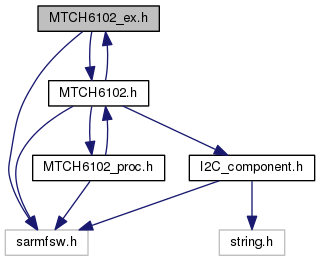 MTCH6102_ex.h
MTCH6102.h
MTCH6102_proc.h
I2C_component.h
sarmfsw.h
string.h